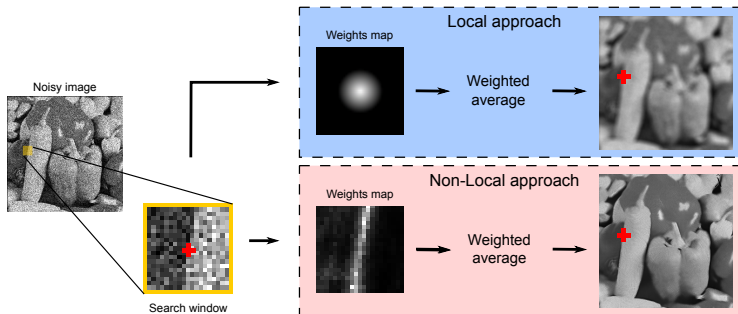 Noisy image
Search window
Local approach
Weights map
Weighted
average
Non-Local approach
Weights map
Weighted
average